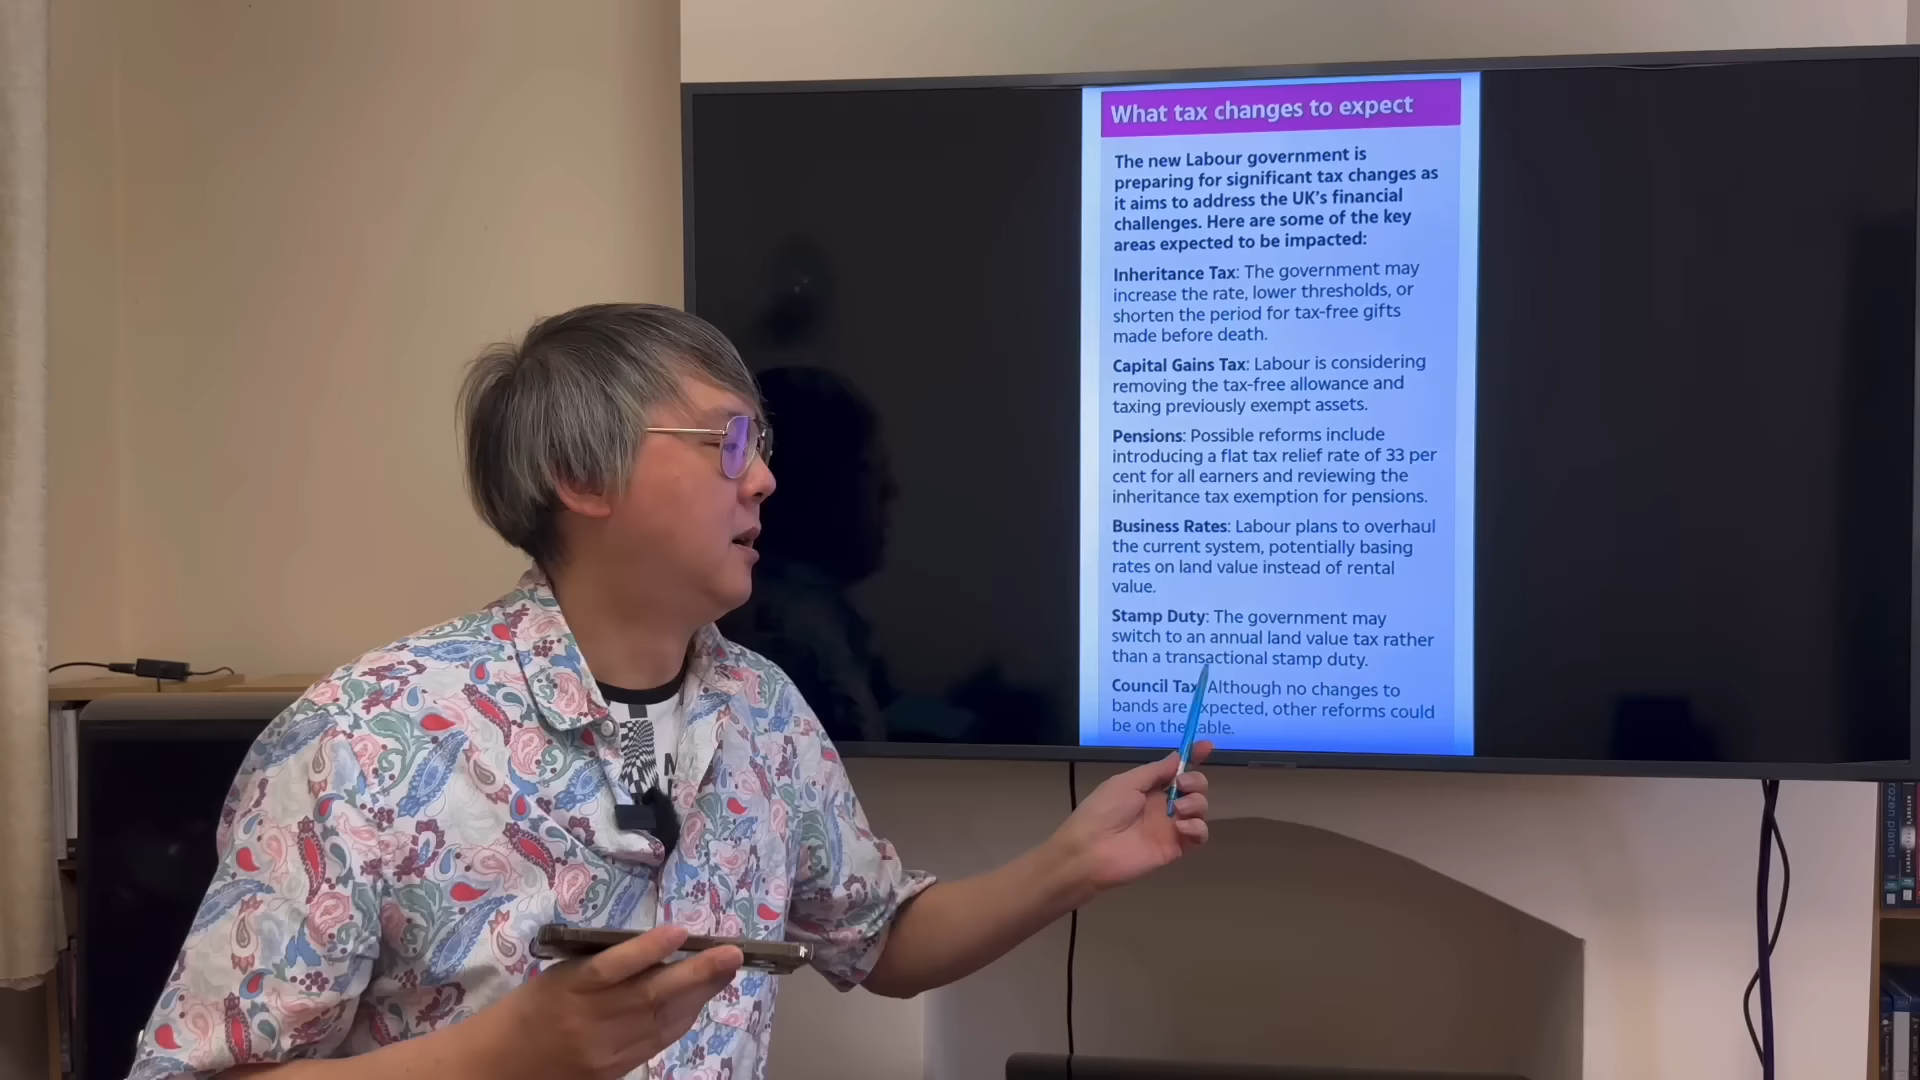 What tax changes to expect
The new Labour government is
preparing for significant tax changes as
it aims to address the UK's financial
challenges. Here are some of the key
areas expected to be impacted:
Inheritance Tax: The government may
increase the rate, lower thresholds, or
shorten the period for tax-free gifts
made before death.
Capital Gains Tax: Labour is considering
removing the tax-free allowance and
taxing previously exempt assets.
Pensions: Possible reforms include
introducing a flat tax relief rate of 33 per
cent for all earners and reviewing the
inheritance tax exemption for pensions.
Business Rates: Labour plans to overhaul
the current system, potentially basing
rates on land value instead of rental
value.
Stamp Duty: The government may
switch to an annual land value tax rather
than a transactional stamp duty.
Council Tax Although no changes to
bands are expected, other reforms could
be on the table.
M
rozen planet